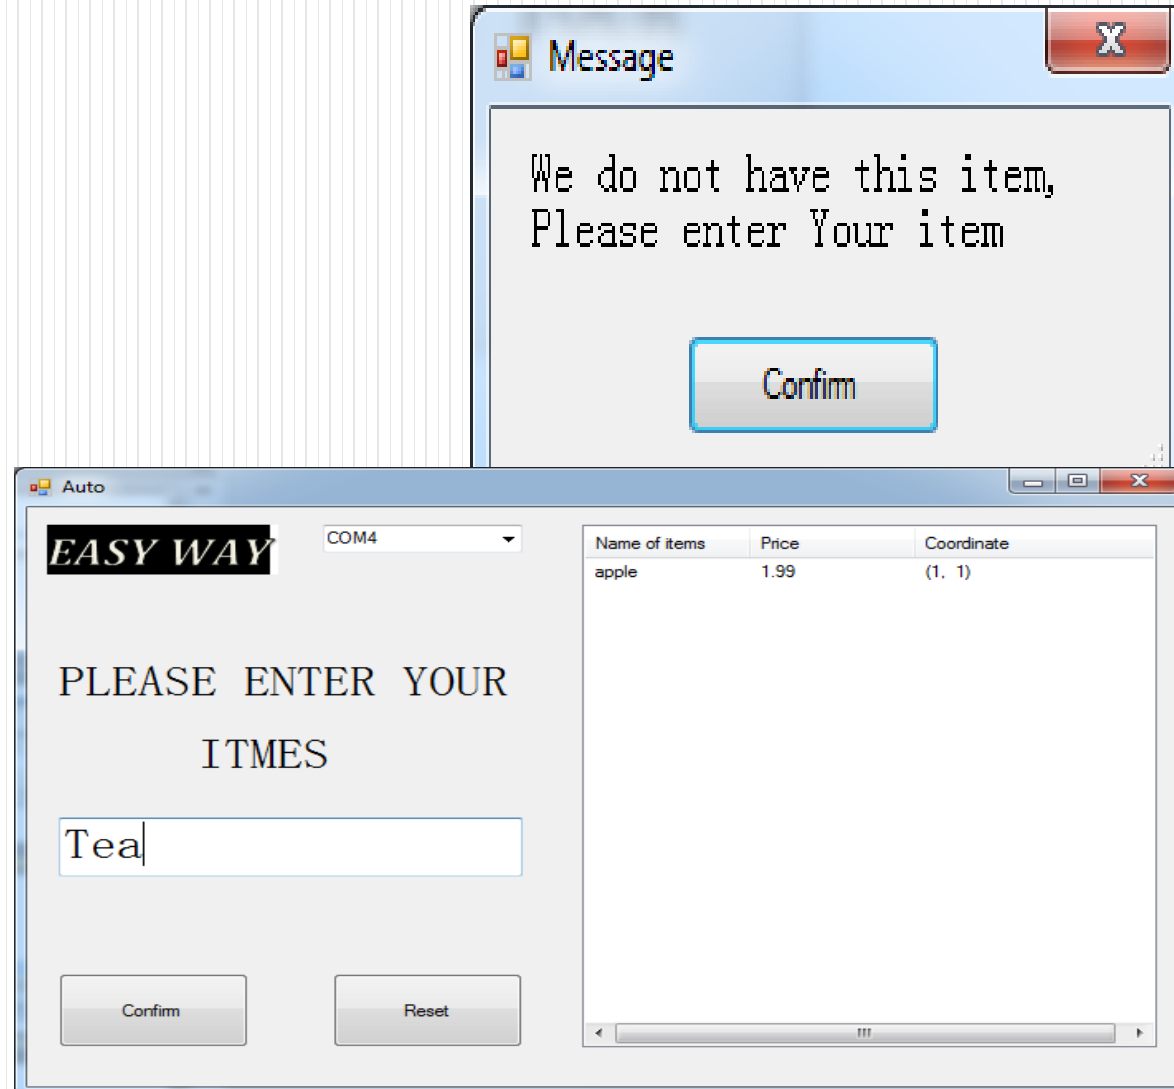 Message
We do not have this item,
Please enter Your item
Confirm
Auto
EASY WAY
COM4
PLEASE ENTER YOUR
ITMES
Tea
Confirm
Reset
Name of items Price Coordinate
apple 1.99 (1, 1)